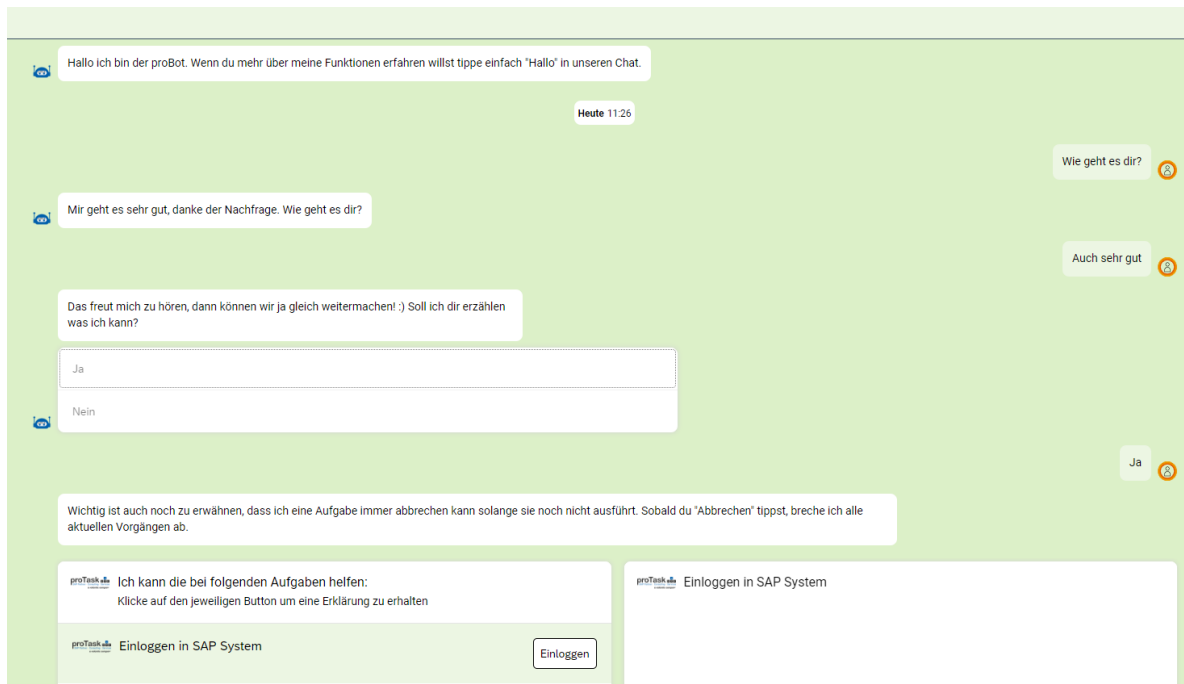 Hallo ich bin der proBot. Wenn du mehr über meine Funktionen erfahren willst tippe einfach "Hallo" in unseren Chat.
Heute 11:26
Wie geht es dir?
Mir geht es sehr gut, danke der Nachfrage. Wie geht es dir?
Auch sehr gut
Das freut mich zu hören, dann können wir ja gleich weitermachen! :) Soll ich dir erzählen
was ich kann?
Ja
Nein
Ja
Wichtig ist auch noch zu erwähnen, dass ich eine Aufgabe immer abbrechen kann solange sie noch nicht ausführt. Sobald du "Abbrechen" tippst, breche ich alle
aktuellen Vorgängen ab.
proTask Ich kann die bei folgenden Aufgaben helfen:
Klicke auf den jeweiligen Button um eine Erklärung zu erhalten
proTask Einloggen in SAP System
Einloggen
proTask Einloggen in SAP System